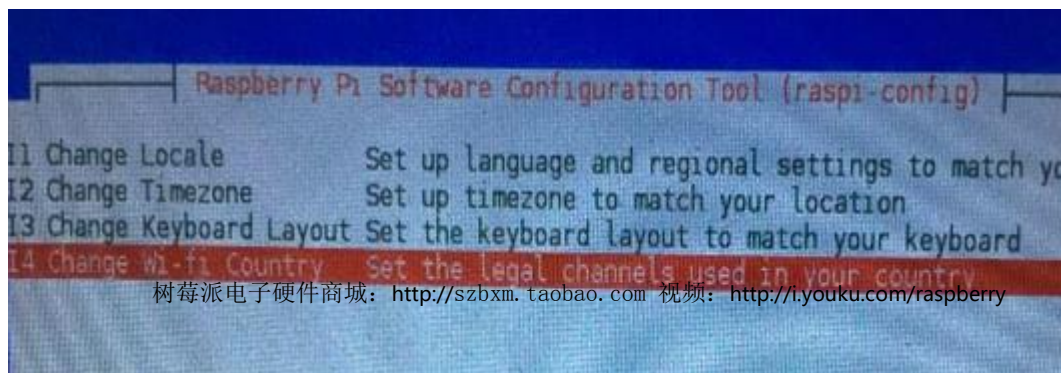 Raspberry Pi Software Configuration Tool (raspi-config)
I1 Change Locale Set up language and regional settings to match yo
I2 Change Timezone Set up timezone to match your location
I3 Change Keyboard Layout Set the keyboard layout to match your keyboard
I4 Change Wi-fi Country Set the legal channels used in your country
树莓派电子硬件商城：http://szbxm.taobao.com 视频：http://i.youku.com/raspberry